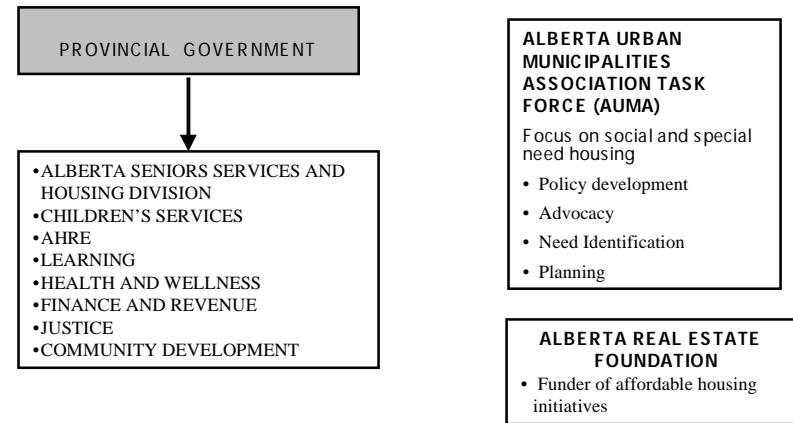 PROVINCIAL GOVERNMENT
•ALBERTA SENIORS SERVICES AND
HOUSING DIVISION
•CHILDREN'S SERVICES
•AHRE
•LEARNING
•HEALTH AND WELLNESS
•FINANCE AND REVENUE
•JUSTICE
•COMMUNITY DEVELOPMENT
ALBERTA URBAN
MUNICIPALITIES
ASSOCIATION TASK
FORCE (AUMA)
Focus on social and special
need housing
• Policy development
• Advocacy
• Need Identification
• Planning
ALBERTA REAL ESTATE
FOUNDATION
• Funder of affordable housing
initiatives